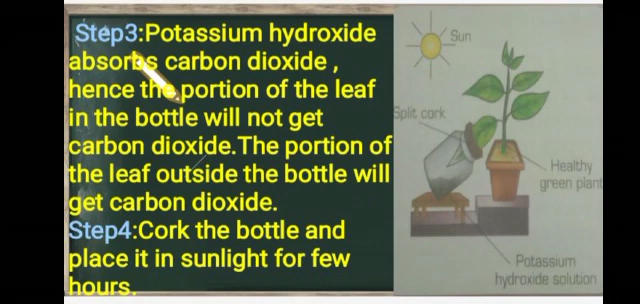 Step3:Potassium hydroxide
absorbs carbon dioxide ,
hence the portion of the leaf
in the bottle will not get
carbon dioxide.The portion of
the leaf outside the bottle will
get carbon dioxide.
Step4:Cork the bottle and
place it in sunlight for few
hours.
Sun
Split cork
Healthy
green plant
Potassium
hydroxide solution